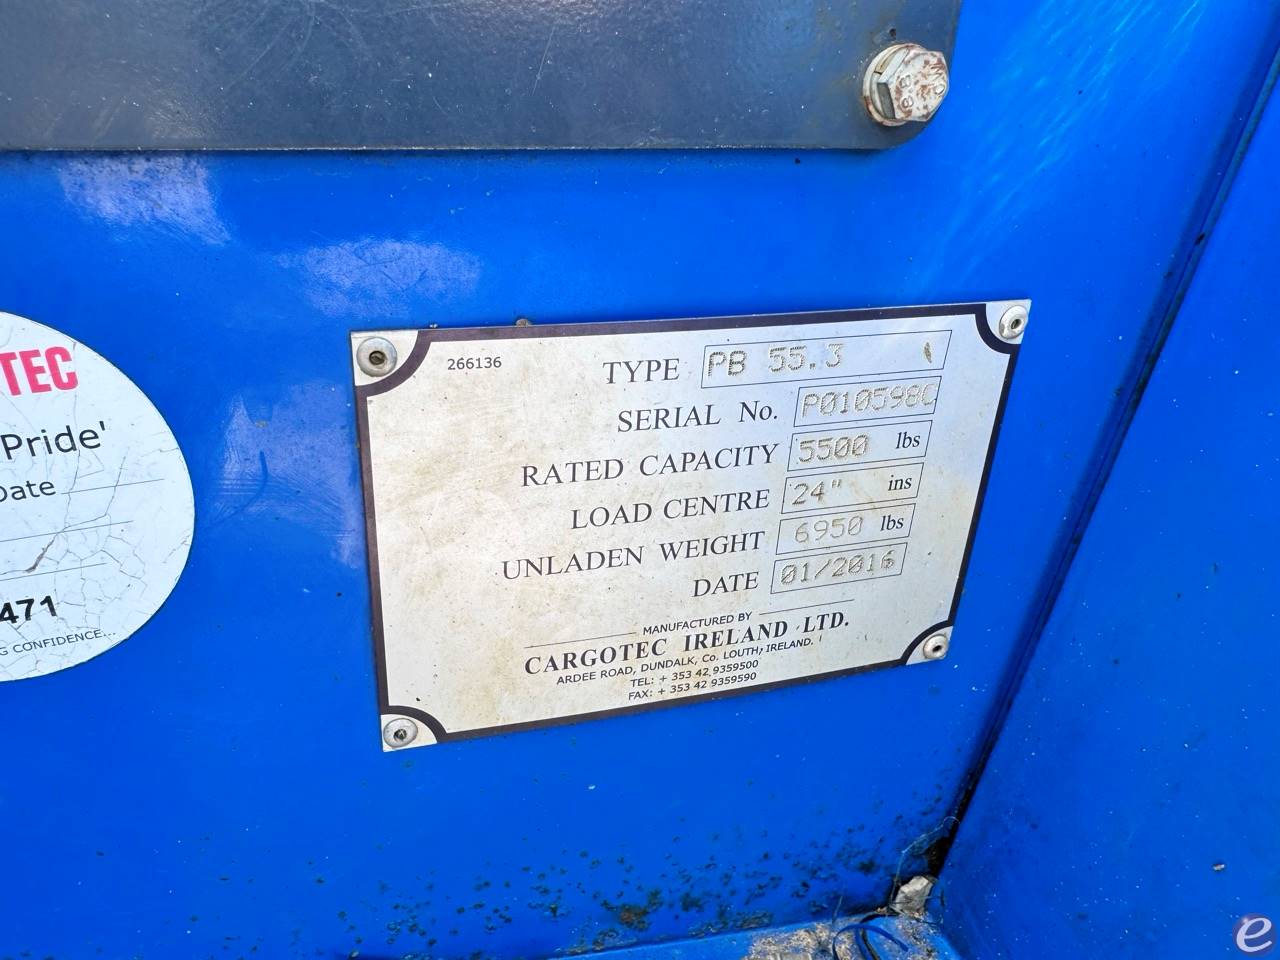 TEC
Pride'
Date
471
G CONFIDENCE...
266136
TYPE PB 55.3
SERIAL No. P010598C
RATED CAPACITY 5500 lbs
LOAD CENTRE 24" ins
UNLADEN WEIGHT 6950 lbs
DATE 01/2016
MANUFACTURED BY
CARGOTEC IRELAND LTD.
ARDEE ROAD, DUNDALK, Co. LOUTH, IRELAND.
TEL: + 353 42 9359500
FAX: + 353 42 9359590
e